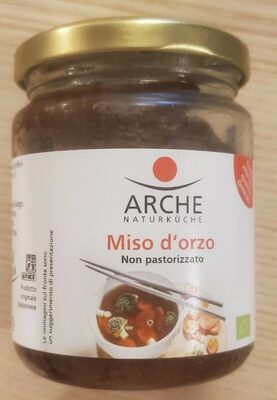 ARCHE
NATURKÜCHE
Miso d'orzo
Non pastorizzato
Le immagini sul fronte sono
un suggerimento di presentazione
Prodotto
originale
giapponese